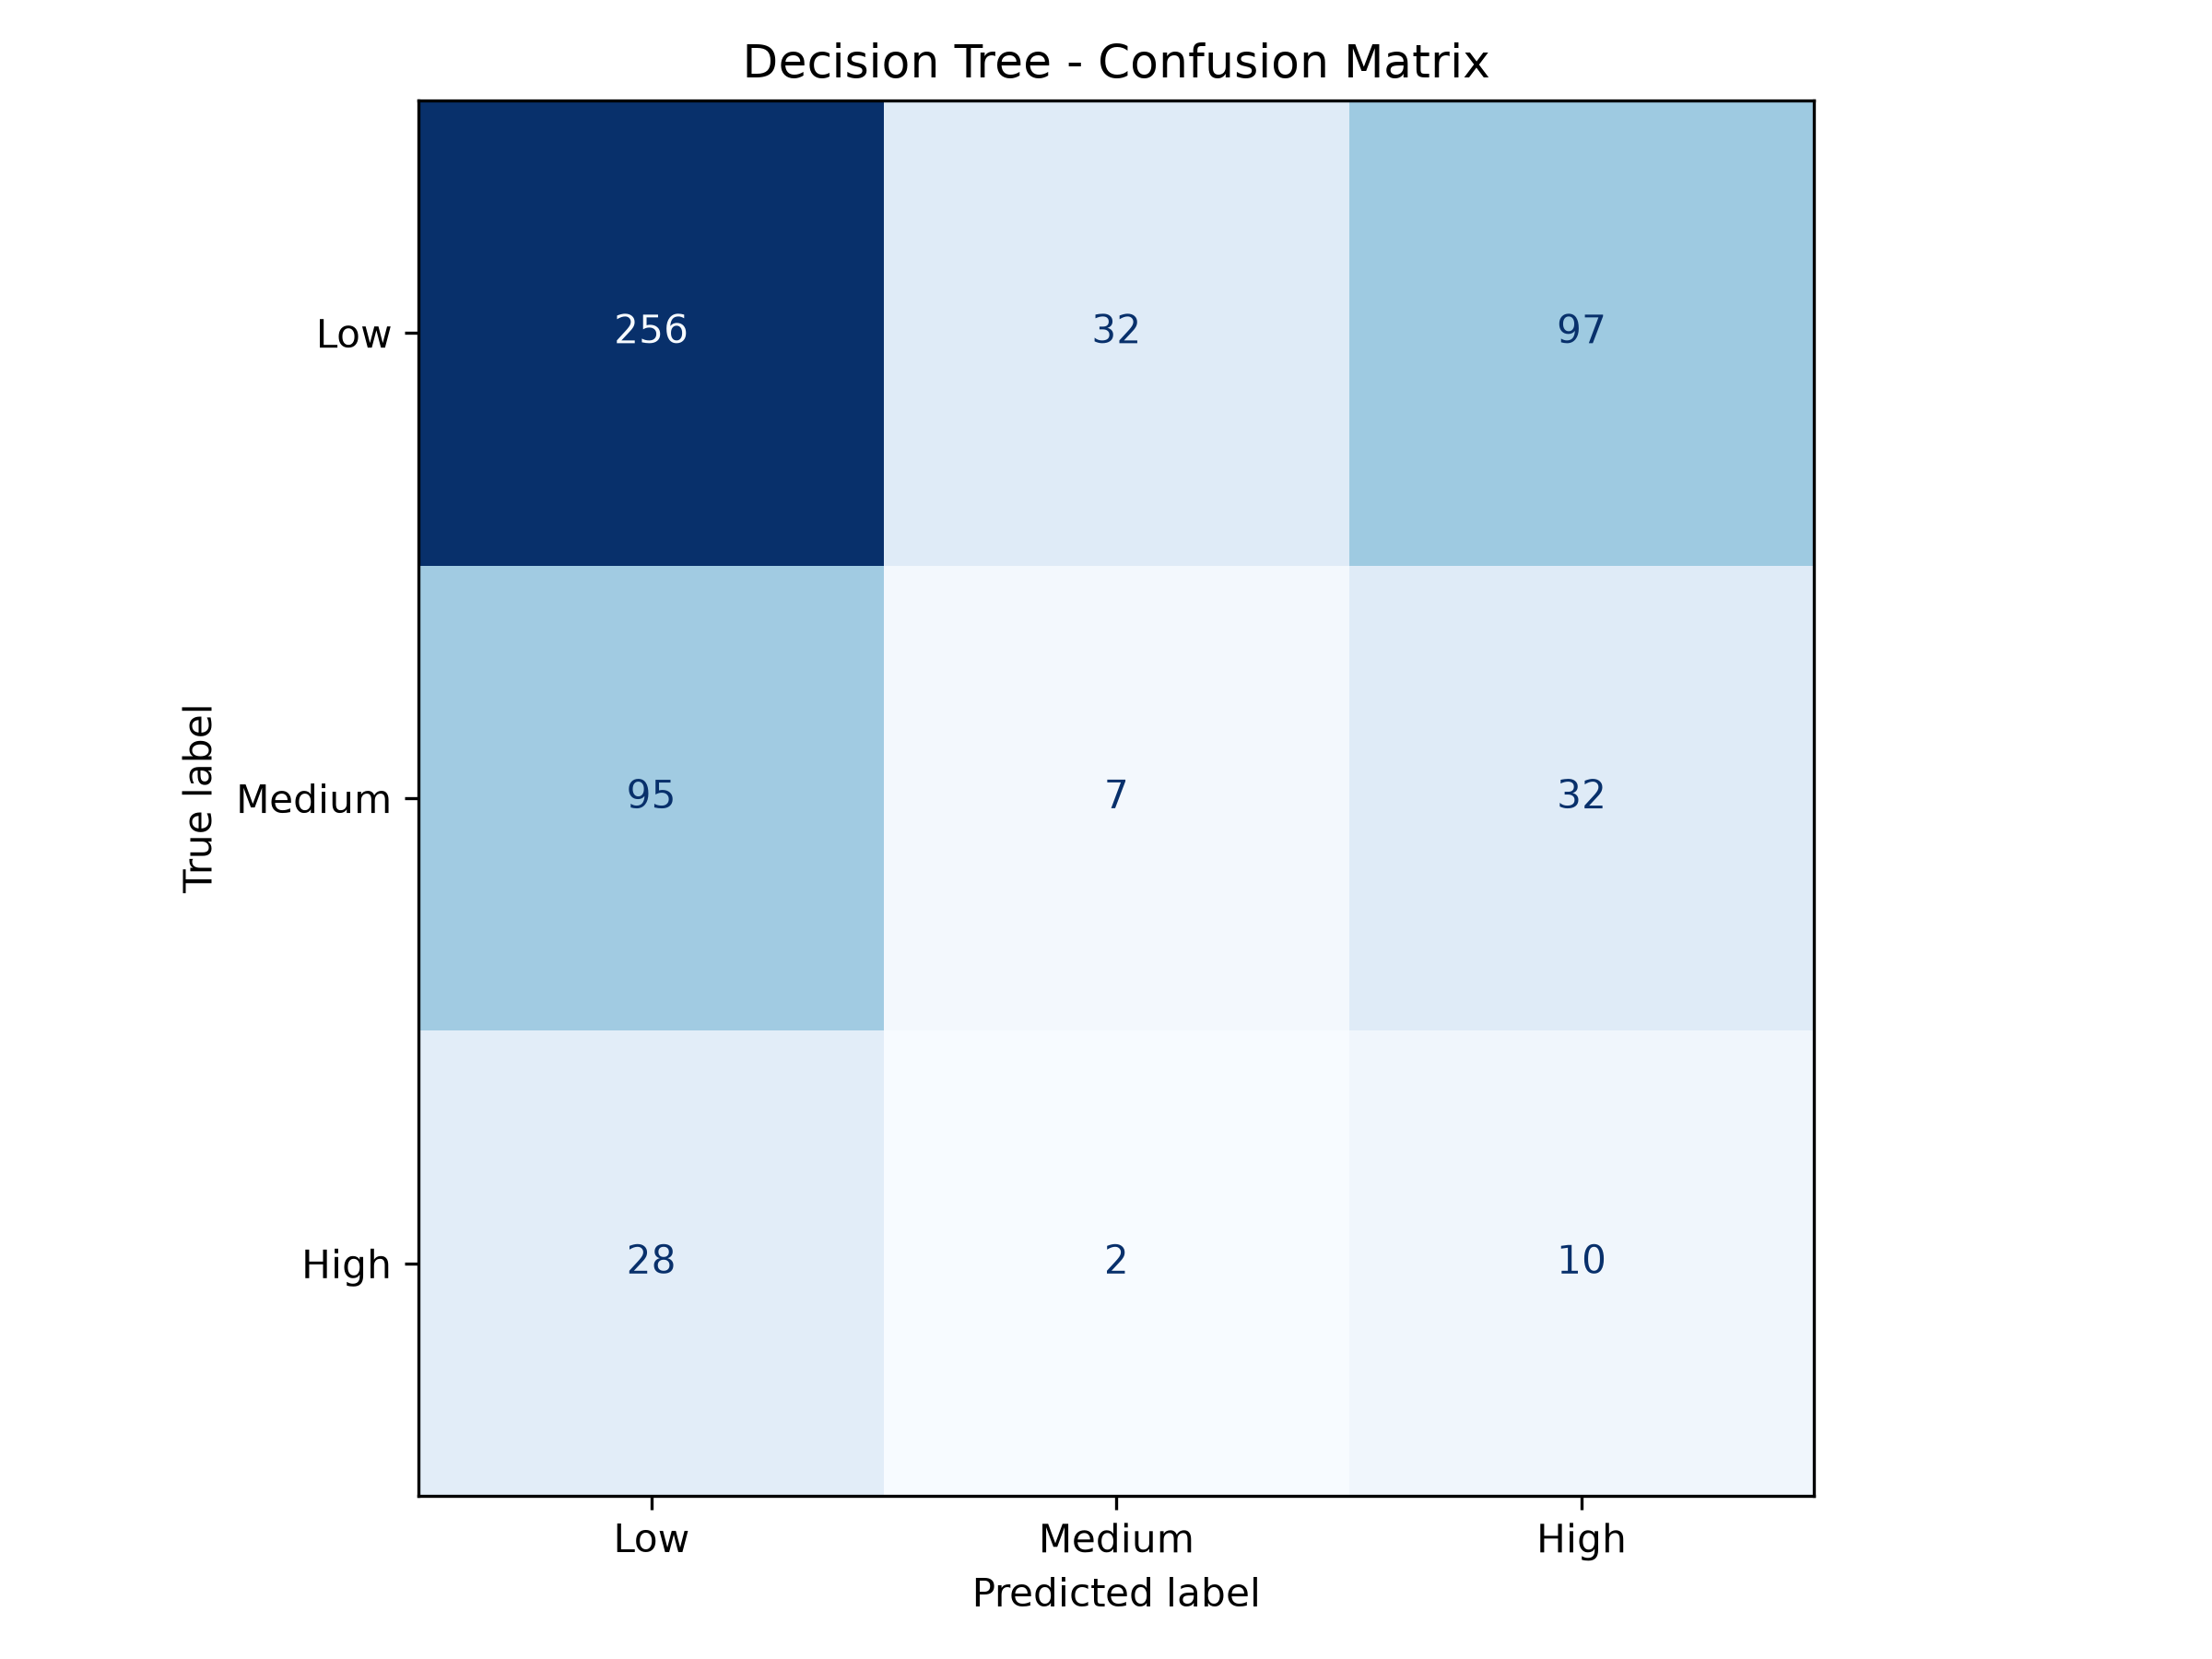 Decision Tree - Confusion Matrix
True label
Low
256 32 97
Medium
95 7 32
High
28 2 10
Low Medium High
Predicted label